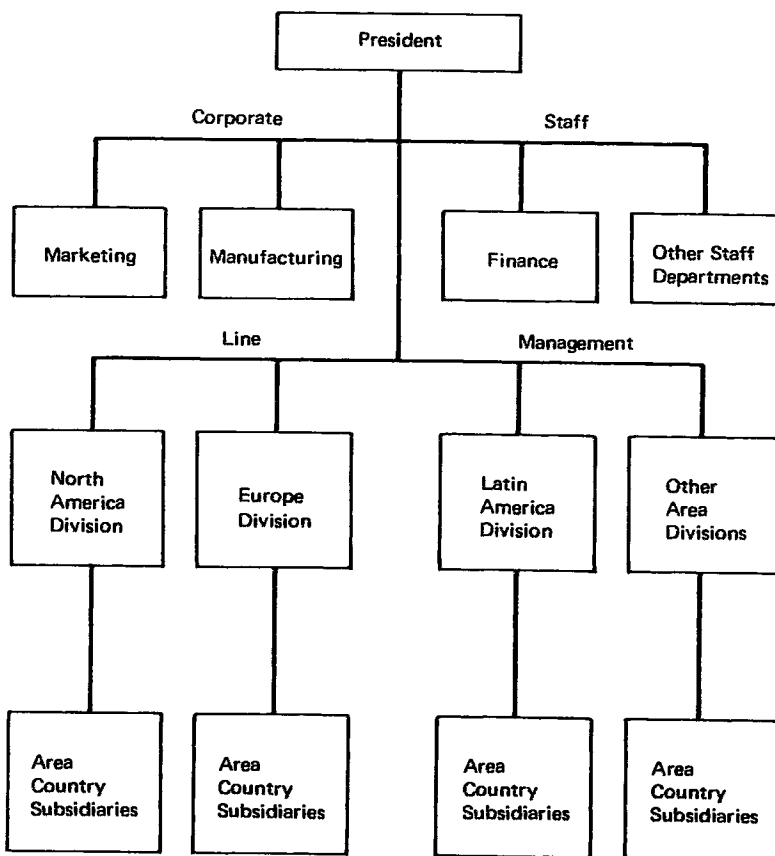 President
Corporate Staff
Marketing
Manufacturing
Finance
Other Staff
Departments
Line Management
North
America
Division
Europe
Division
Latin
America
Division
Other
Area
Divisions
Area
Country
Subsidiaries
Area
Country
Subsidiaries
Area
Country
Subsidiaries
Area
Country
Subsidiaries